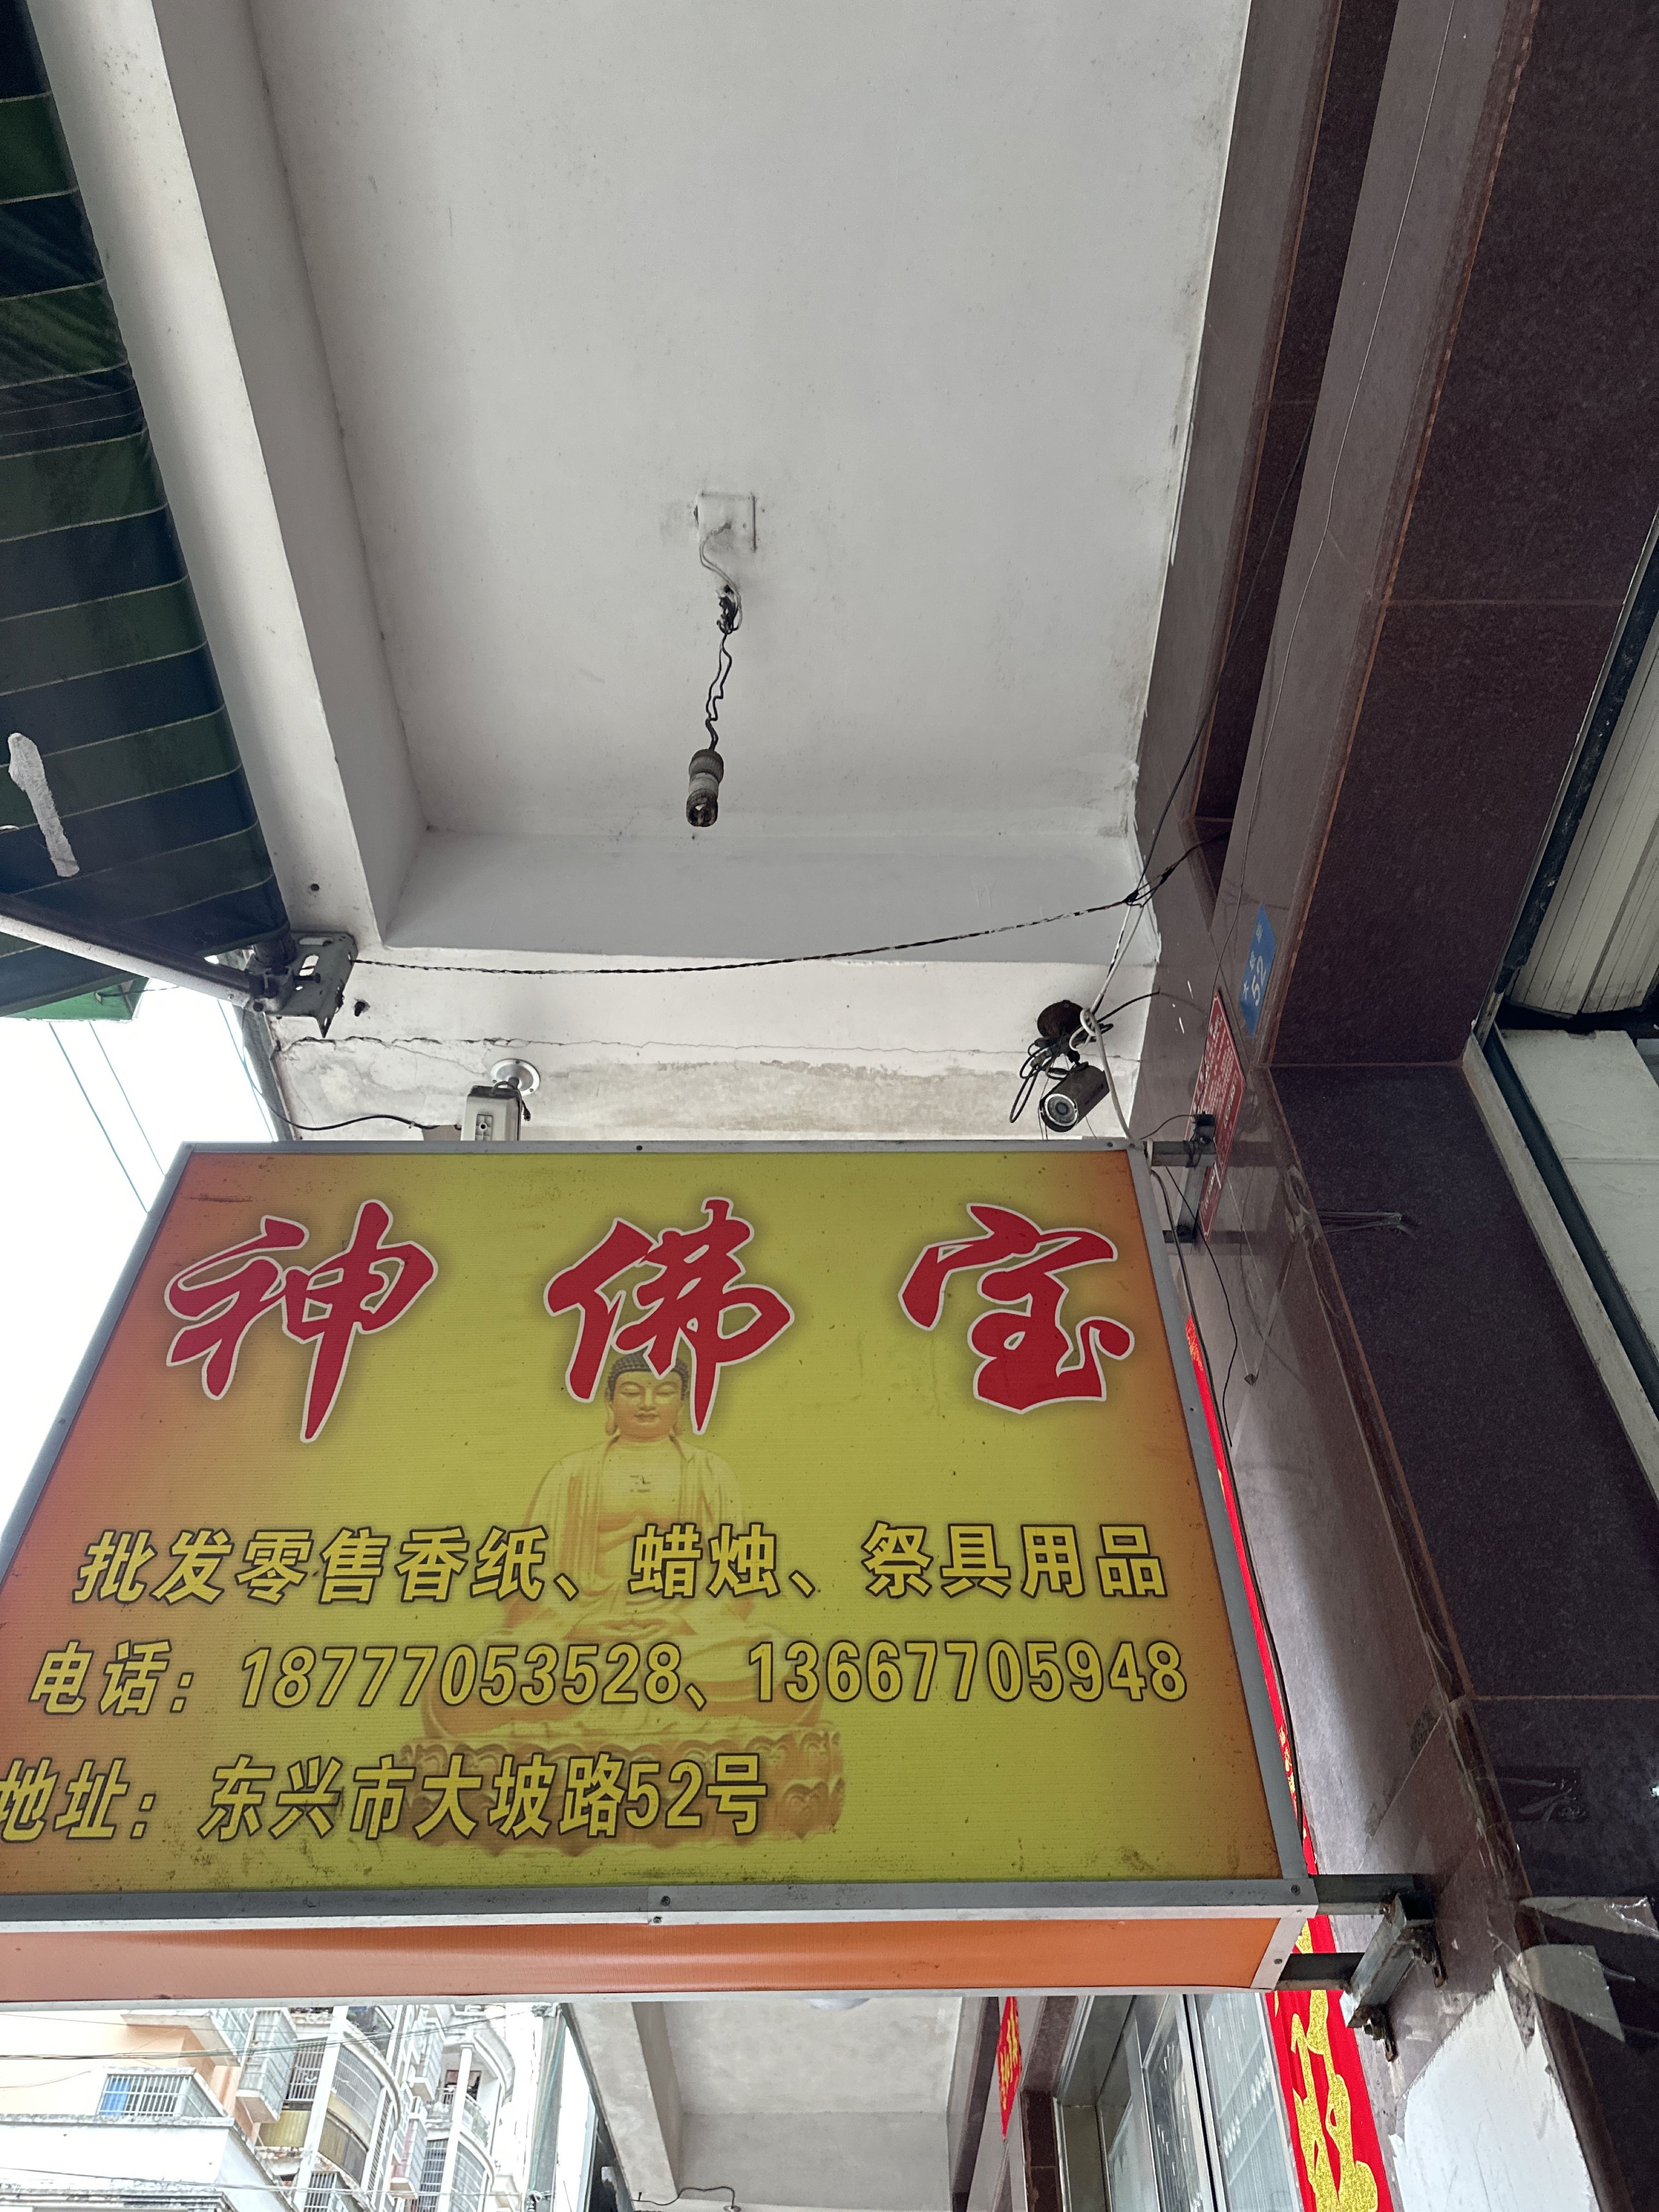 52
神佛宝
批发零售香纸、蜡烛、祭具用品
电话：18777053528、13667705948
地址：东兴市大坡路52号